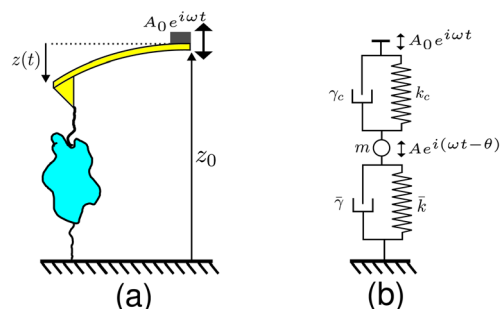 A₀e^{iωt}
z(t)
z₀
(a)
A₀e^{iωt}
γ_c
k_c
m
Ae^{i(ωt−θ)}
γ̄
k̄
(b)